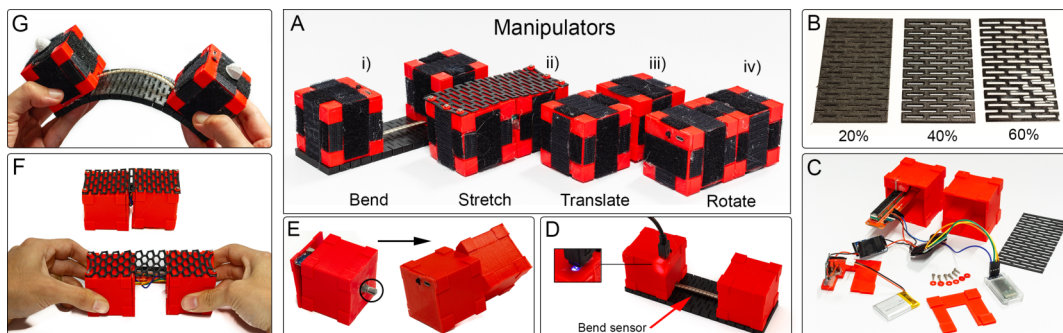 G
A
Manipulators
i)
ii)
iii)
iv)
Bend
Stretch
Translate
Rotate
B
20%
40%
60%
F
E
D
Bend sensor
C